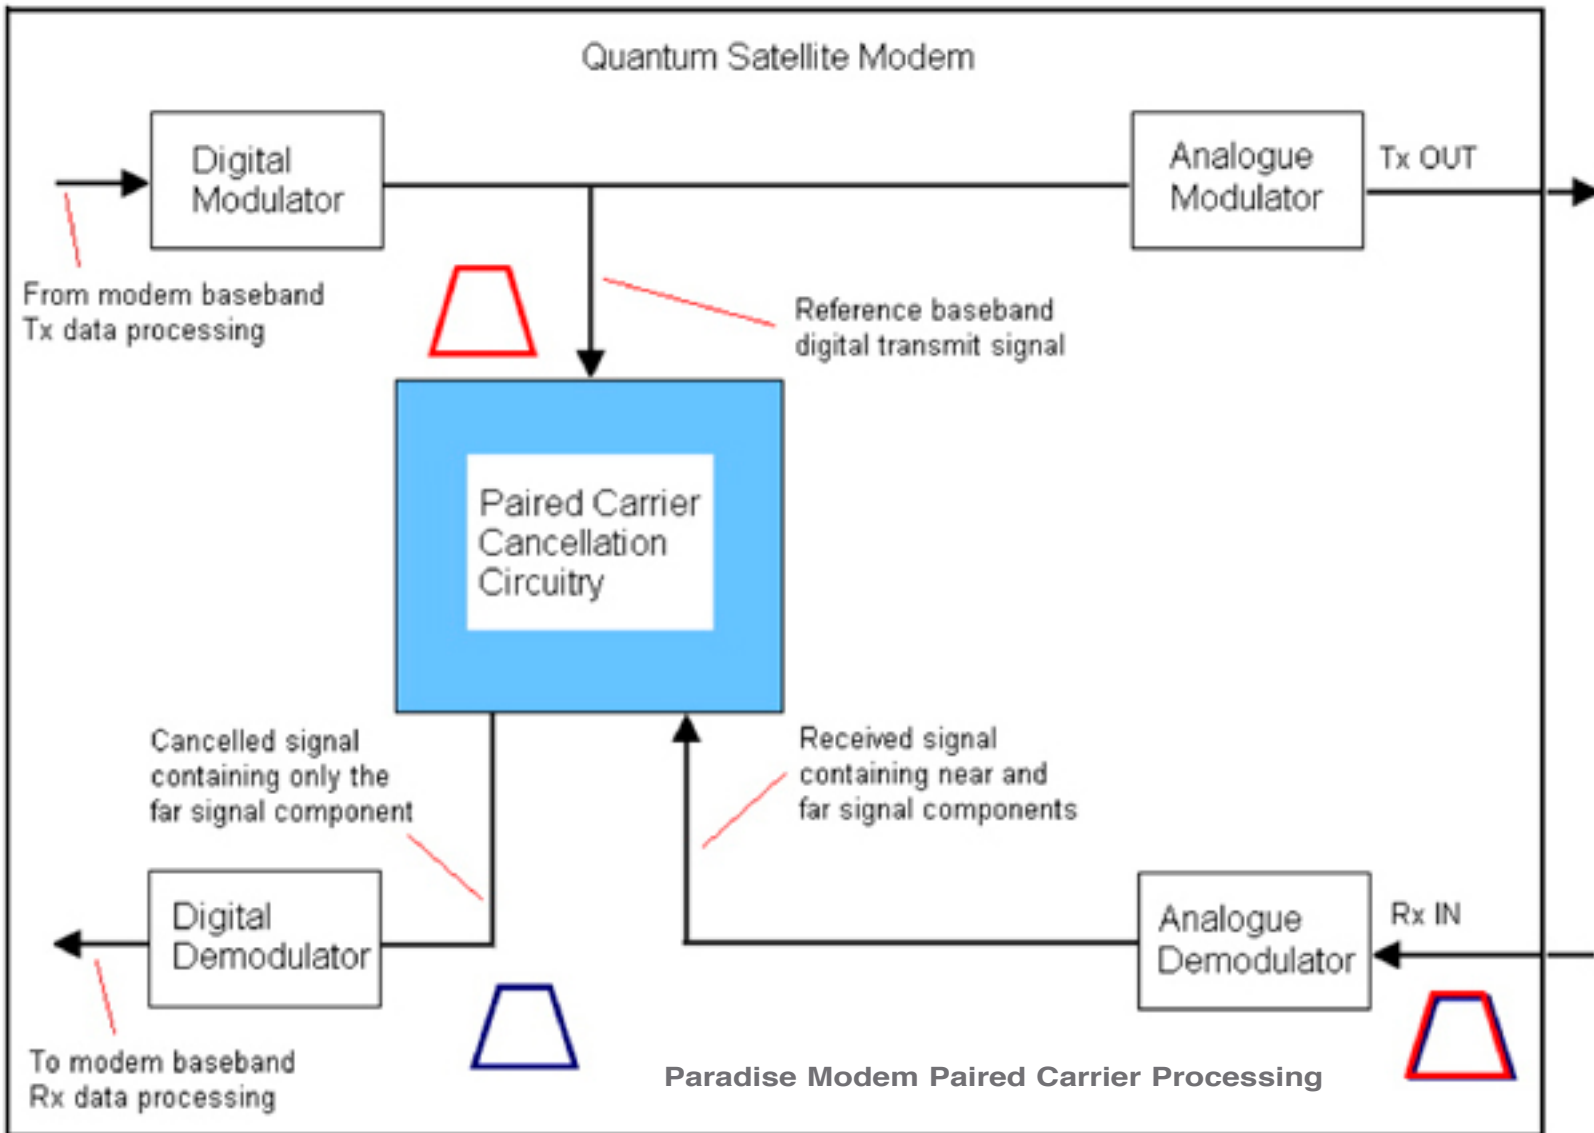 Quantum Satellite Modem
Digital
Modulator
Analogue
Modulator
Tx OUT
From modem baseband
Tx data processing
Reference baseband
digital transmit signal
Paired Carrier
Cancellation
Circuitry
Cancelled signal
containing only the
far signal component
Received signal
containing near and
far signal components
Digital
Demodulator
Analogue
Demodulator
Rx IN
To modem baseband
Rx data processing
Paradise Modem Paired Carrier Processing